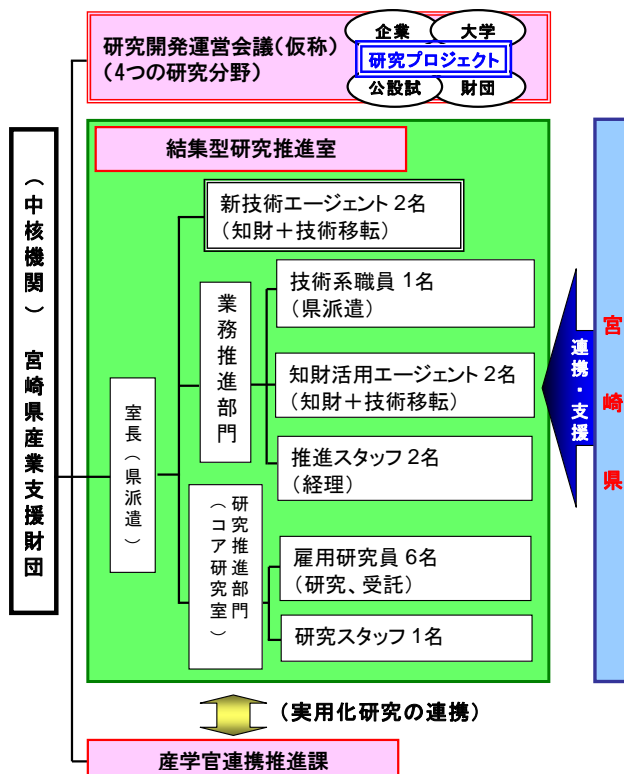 研究開発運営会議(仮称)
(4つの研究分野)
企業
大学
研究プロジェクト
公設試
財団
(中核機関) 宮崎県産業支援財団
結集型研究推進室
室長(県派遣)
新技術エージェント 2名
(知財+技術移転)
業務推進部門
技術系職員 1名
(県派遣)
知財活用エージェント 2名
(知財+技術移転)
推進スタッフ 2名
(経理)
研究推進部門
(コア研究室)
雇用研究員 6名
(研究、受託)
研究スタッフ 1名
連携・支援
宮崎県
(実用化研究の連携)
産学官連携推進課